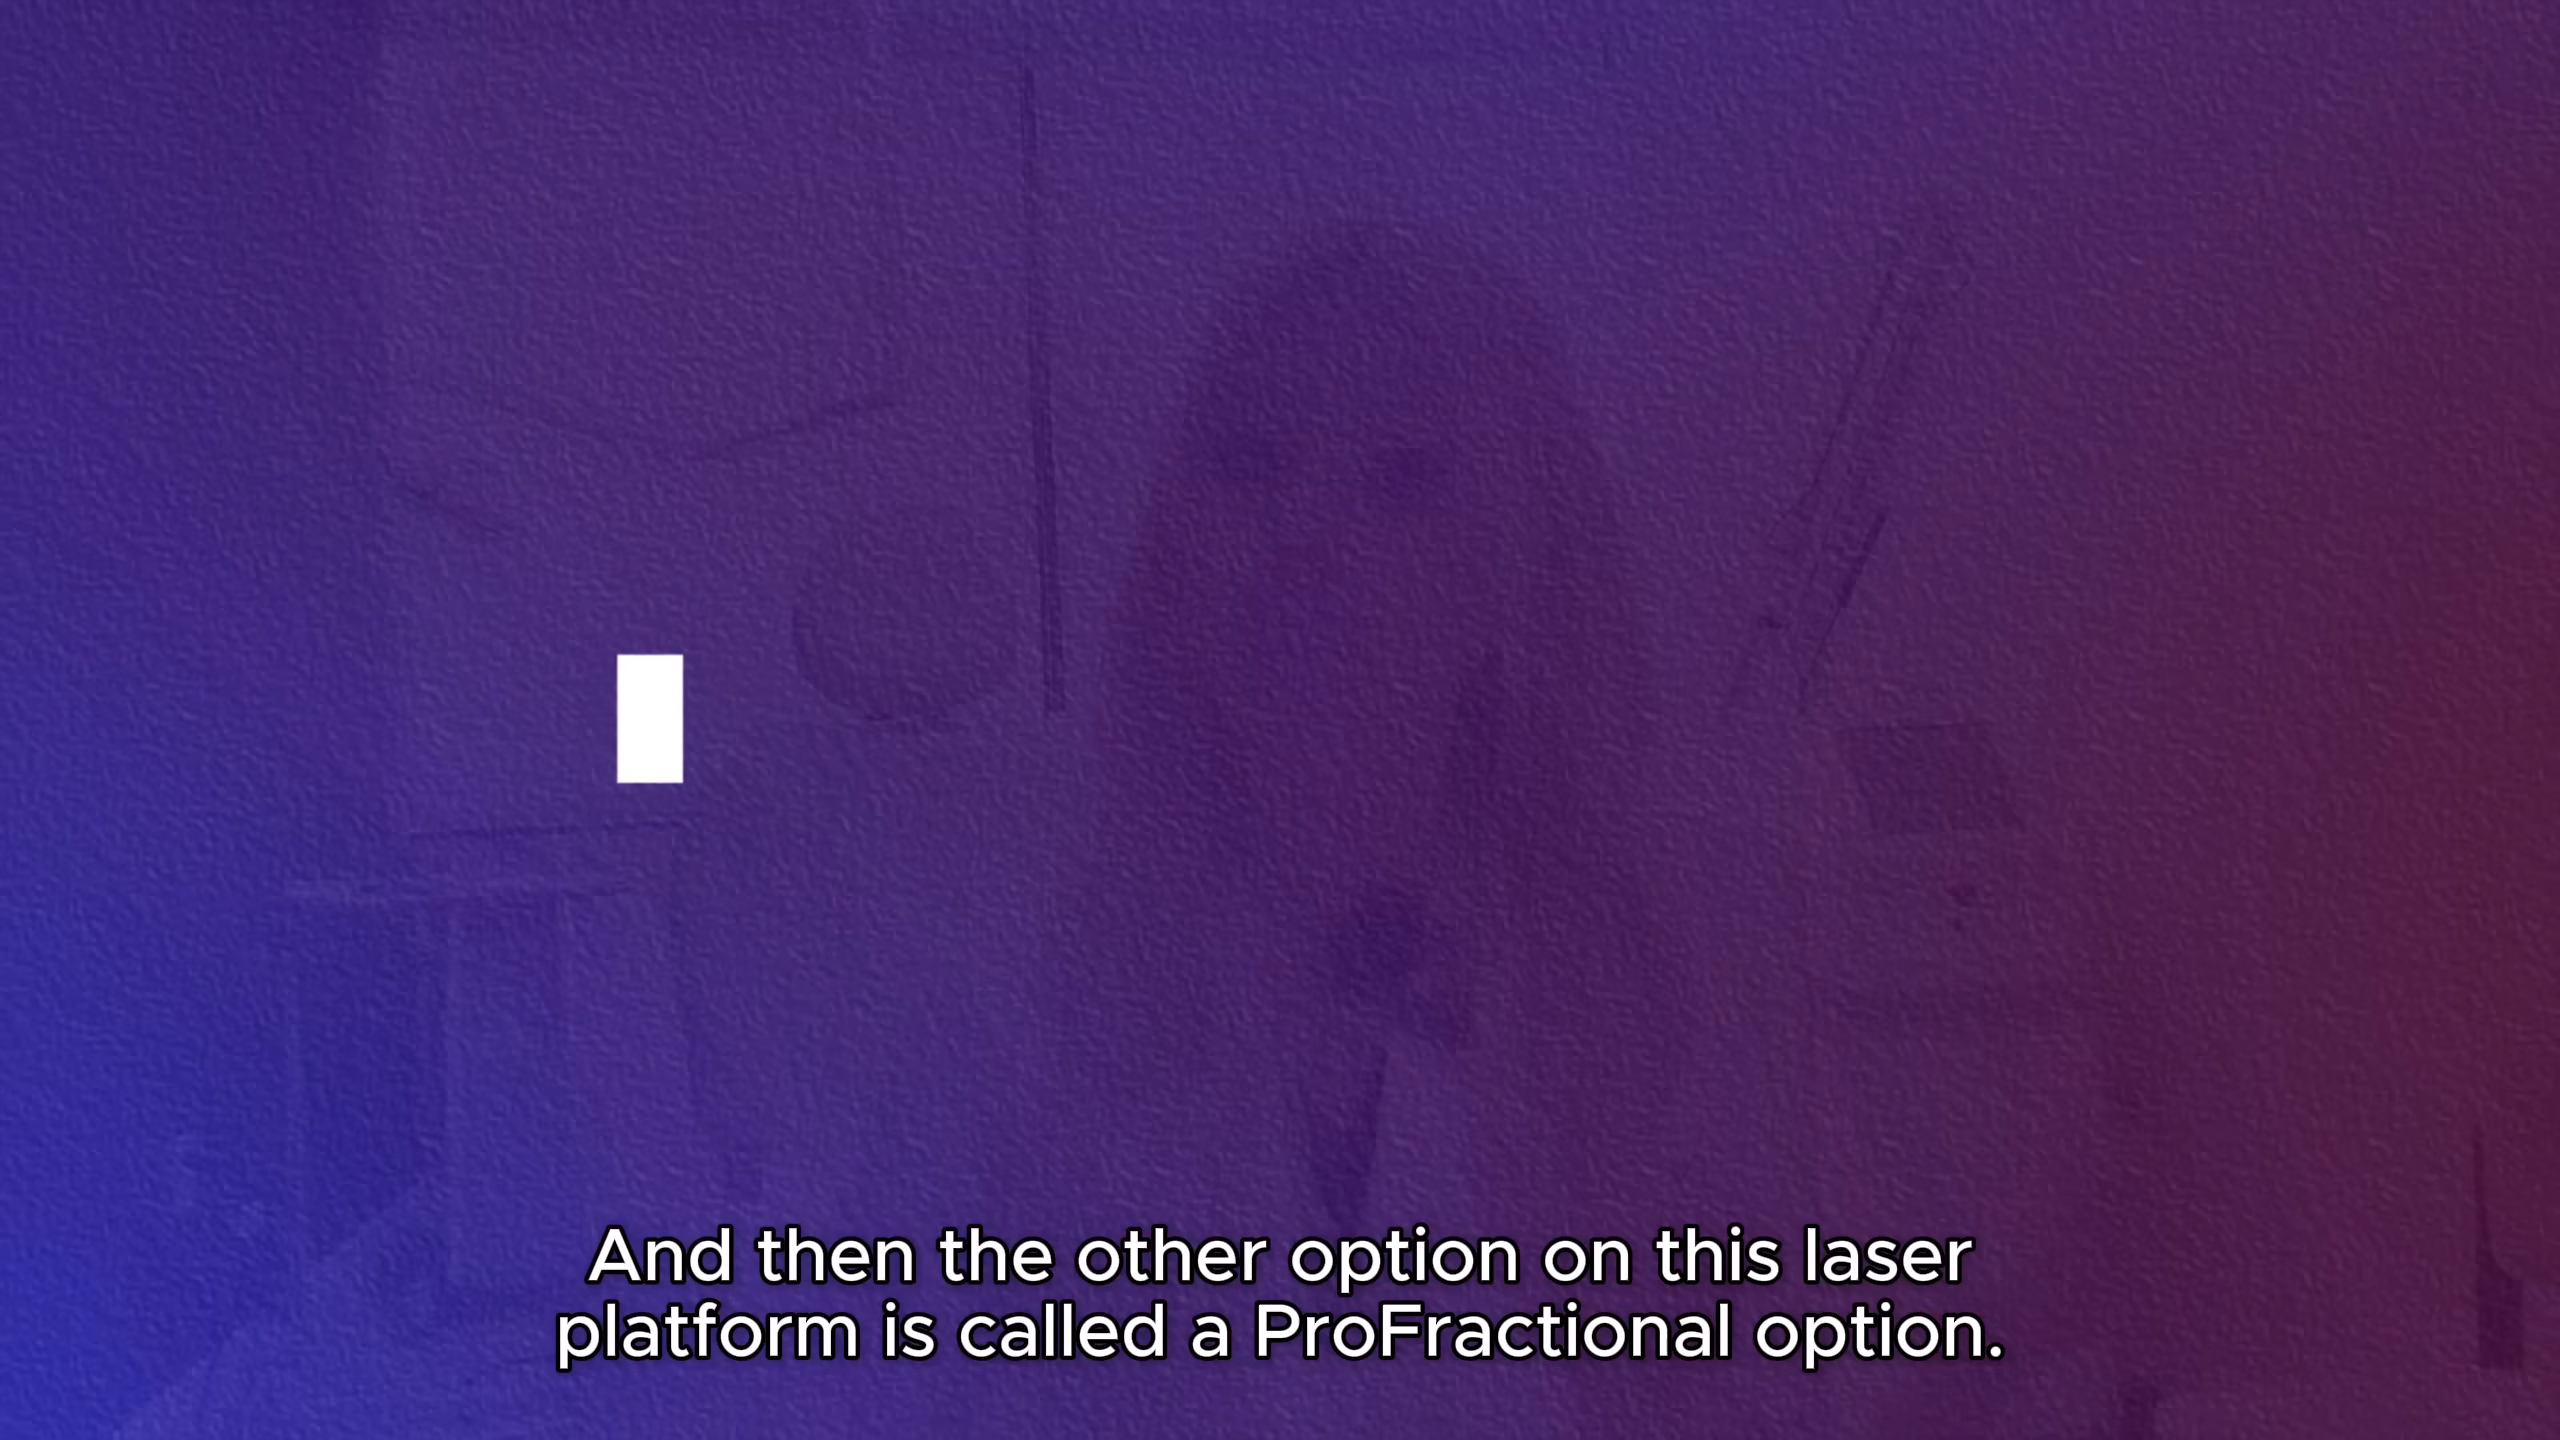 And then the other option on this laser
platform is called a ProFractional option.